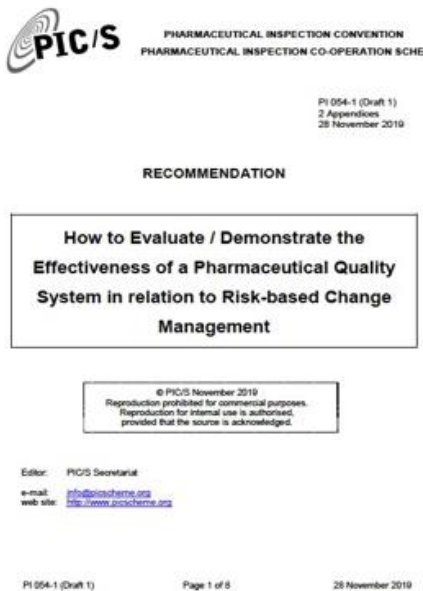 PIC/S
PHARMACEUTICAL INSPECTION CONVENTION
PHARMACEUTICAL INSPECTION CO-OPERATION SCHE
PI 054-1 (Draft 1)
2 Appendices
28 November 2019
RECOMMENDATION
How to Evaluate / Demonstrate the
Effectiveness of a Pharmaceutical Quality
System in relation to Risk-based Change
Management
© PIC/S November 2019
Reproduction prohibited for commercial purposes.
Reproduction for internal use is authorised,
provided that the source is acknowledged.
Editor: PIC/S Secretariat
e-mail: info@picscheme.org
web site: http://www.picscheme.org
PI 054-1 (Draft 1) Page 1 of 8 28 November 2019